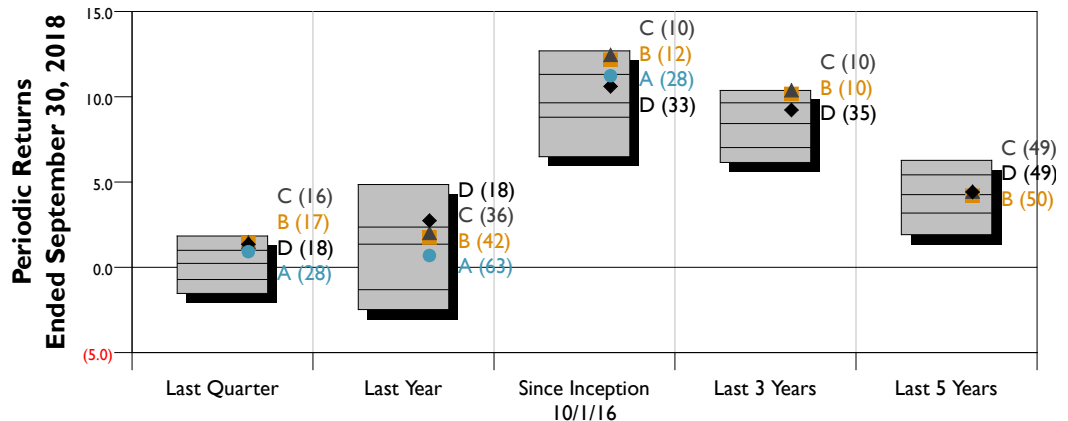 Periodic Returns
Ended September 30, 2018
15.0
10.0
5.0
0.0
(5.0)
C (16)
B (17)
D (18)
A (28)
D (18)
C (36)
B (42)
A (63)
C (10)
B (12)
A (28)
D (33)
C (10)
B (10)
D (35)
C (49)
D (49)
B (50)
Last Quarter
Last Year
Since Inception
10/1/16
Last 3 Years
Last 5 Years